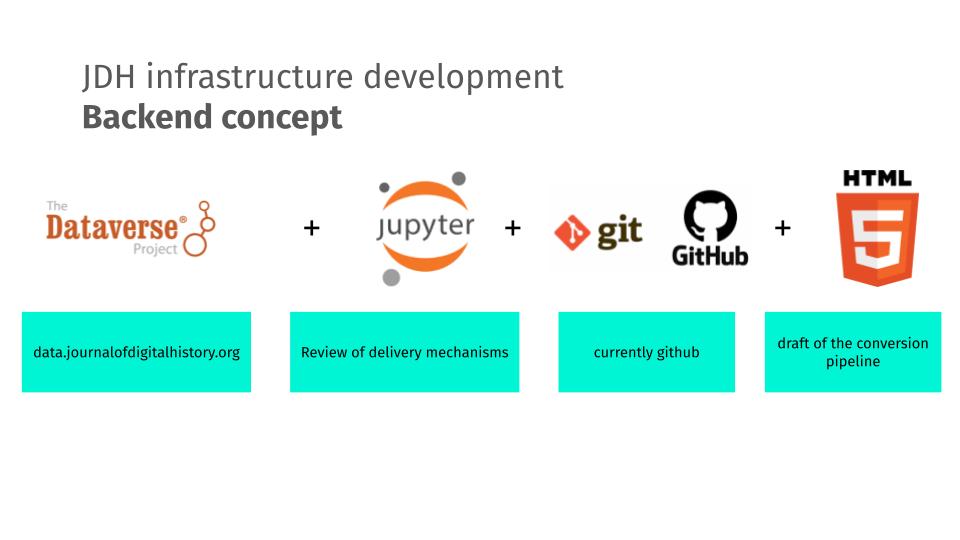 JDH infrastructure development
Backend concept
The
Dataverse®
Project
+
jupyter
+
git
GitHub
+
HTML
5
data.journalofdigitalhistory.org
Review of delivery mechanisms
currently github
draft of the conversion
pipeline